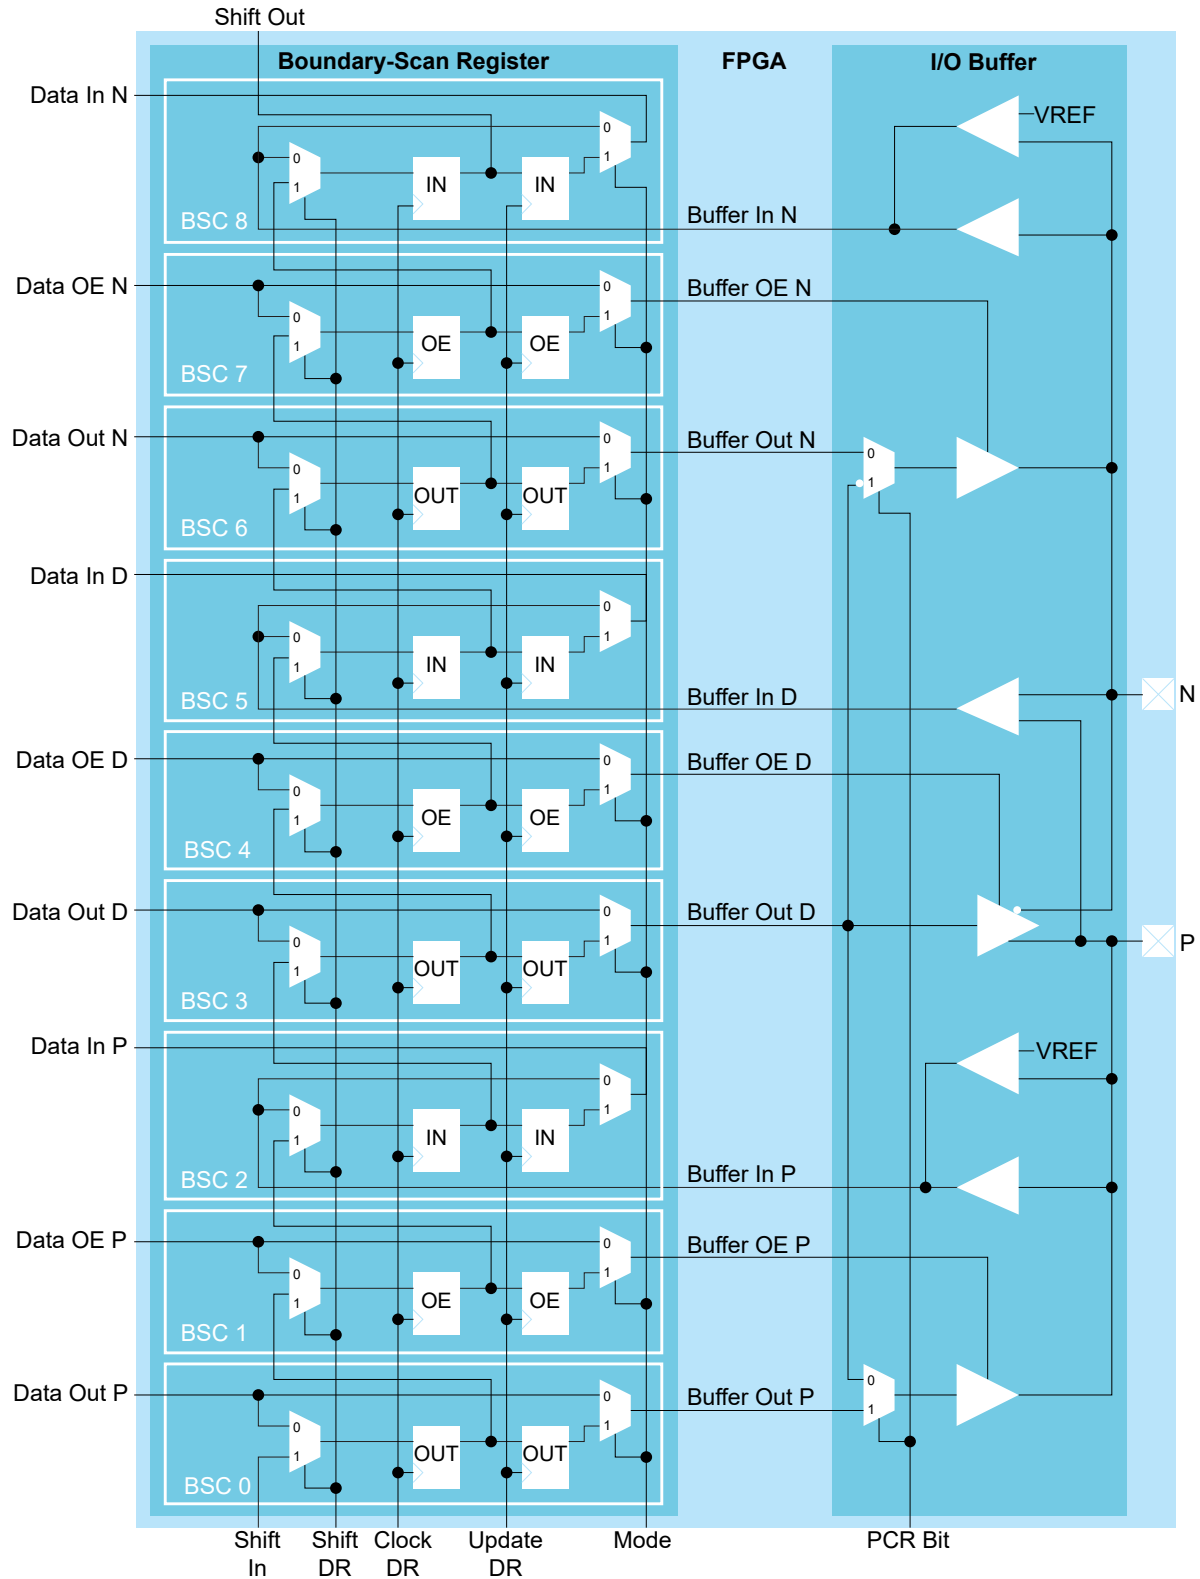 Shift Out
Boundary-Scan Register
FPGA
I/O Buffer
Data In N
VREF
0
0
1
1
IN
IN
BSC 8
Buffer In N
Data OE N
0
Buffer OE N
0
1
1
OE
OE
BSC 7
Data Out N
0
Buffer Out N
0
0
1
1
1
OUT
OUT
BSC 6
Data In D
0
0
1
1
IN
IN
BSC 5
Buffer In D
N
Data OE D
0
Buffer OE D
0
1
1
OE
OE
BSC 4
Data Out D
0
Buffer Out D
0
1
1
P
OUT
OUT
BSC 3
Data In P
VREF
0
0
1
1
IN
IN
BSC 2
Buffer In P
Data OE P
0
Buffer OE P
0
1
1
OE
OE
BSC 1
Data Out P
0
Buffer Out P
0
1
0
1
1
OUT
OUT
BSC 0
Shift In
Shift DR
Clock DR
Update DR
Mode
PCR Bit